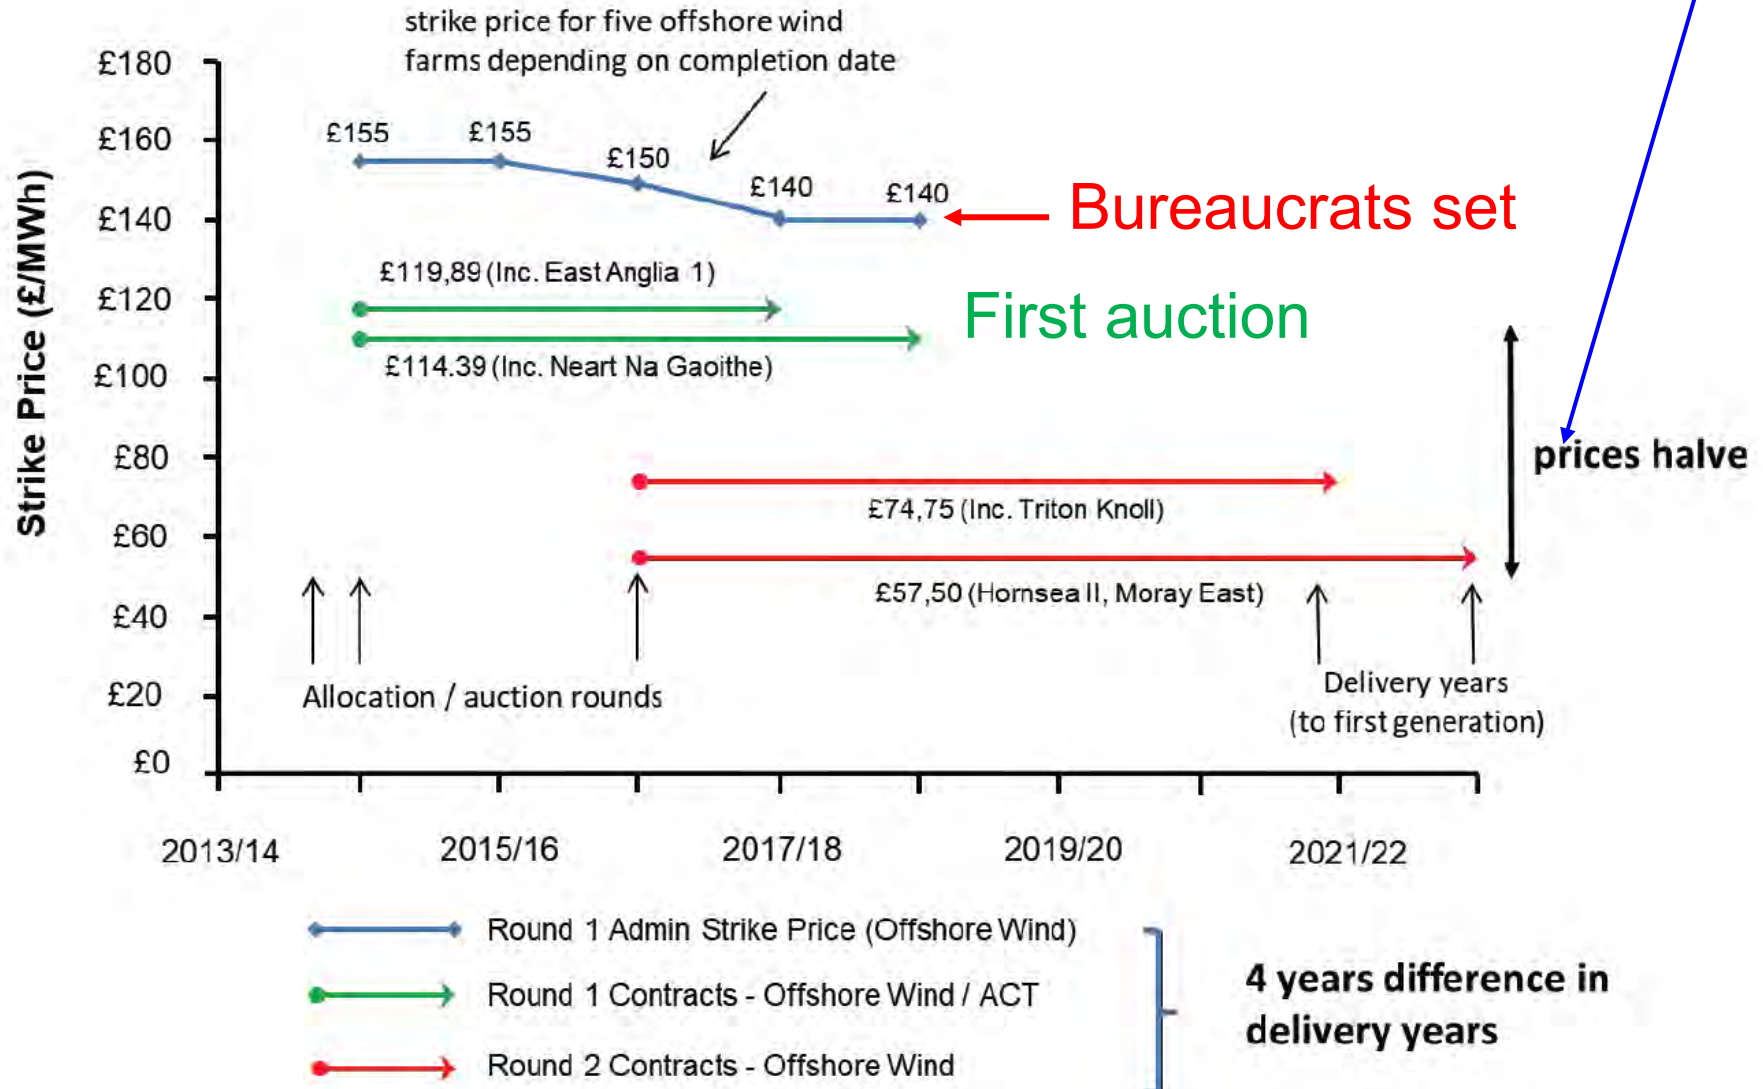 strike price for five offshore wind
farms depending on completion date
Strike Price (£/MWh)
£180
£160
£140
£120
£100
£80
£60
£40
£20
£0
£155
£155
£150
£140
£140
Bureaucrats set
£119,89 (Inc. East Anglia 1)
First auction
£114.39 (Inc. Neart Na Gaoithe)
prices halve
£74,75 (Inc. Triton Knoll)
£57,50 (Hornsea II, Moray East)
Allocation / auction rounds
Delivery years
(to first generation)
2013/14
2015/16
2017/18
2019/20
2021/22
Round 1 Admin Strike Price (Offshore Wind)
Round 1 Contracts - Offshore Wind / ACT
Round 2 Contracts - Offshore Wind
4 years difference in
delivery years